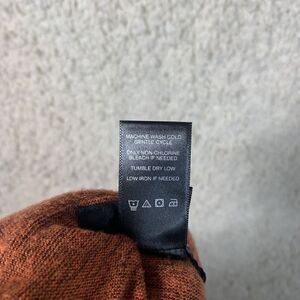 MACHINE WASH COLD
GENTLE CYCLE
ONLY NON-CHLORINE
BLEACH IF NEEDED
TUMBLE DRY LOW
LOW IRON IF NEEDED